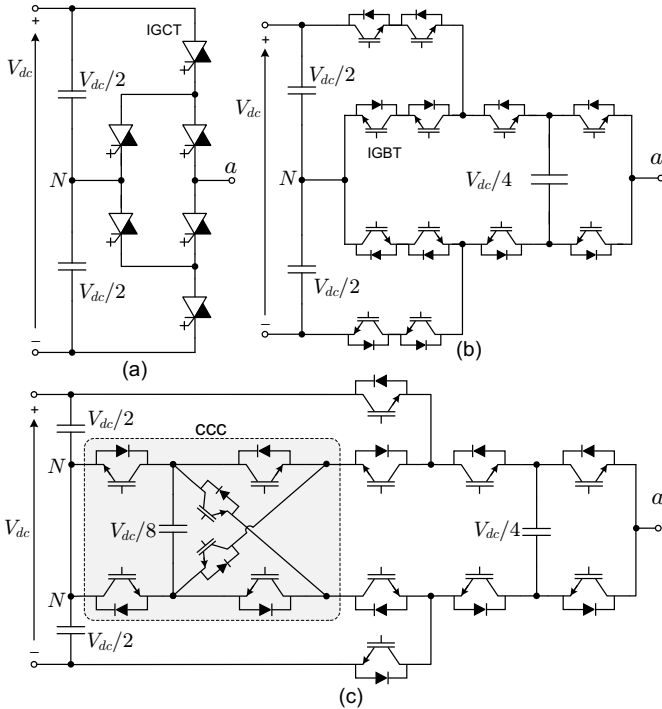 +
IGCT
V_dc
V_dc/2
N
a
V_dc/2
−
(a)
+
V_dc/2
V_dc
IGBT
N
V_dc/4
a
V_dc/2
−
(b)
+
V_dc/2
CCC
N
V_dc
V_dc/8
V_dc/4
a
N
V_dc/2
−
(c)